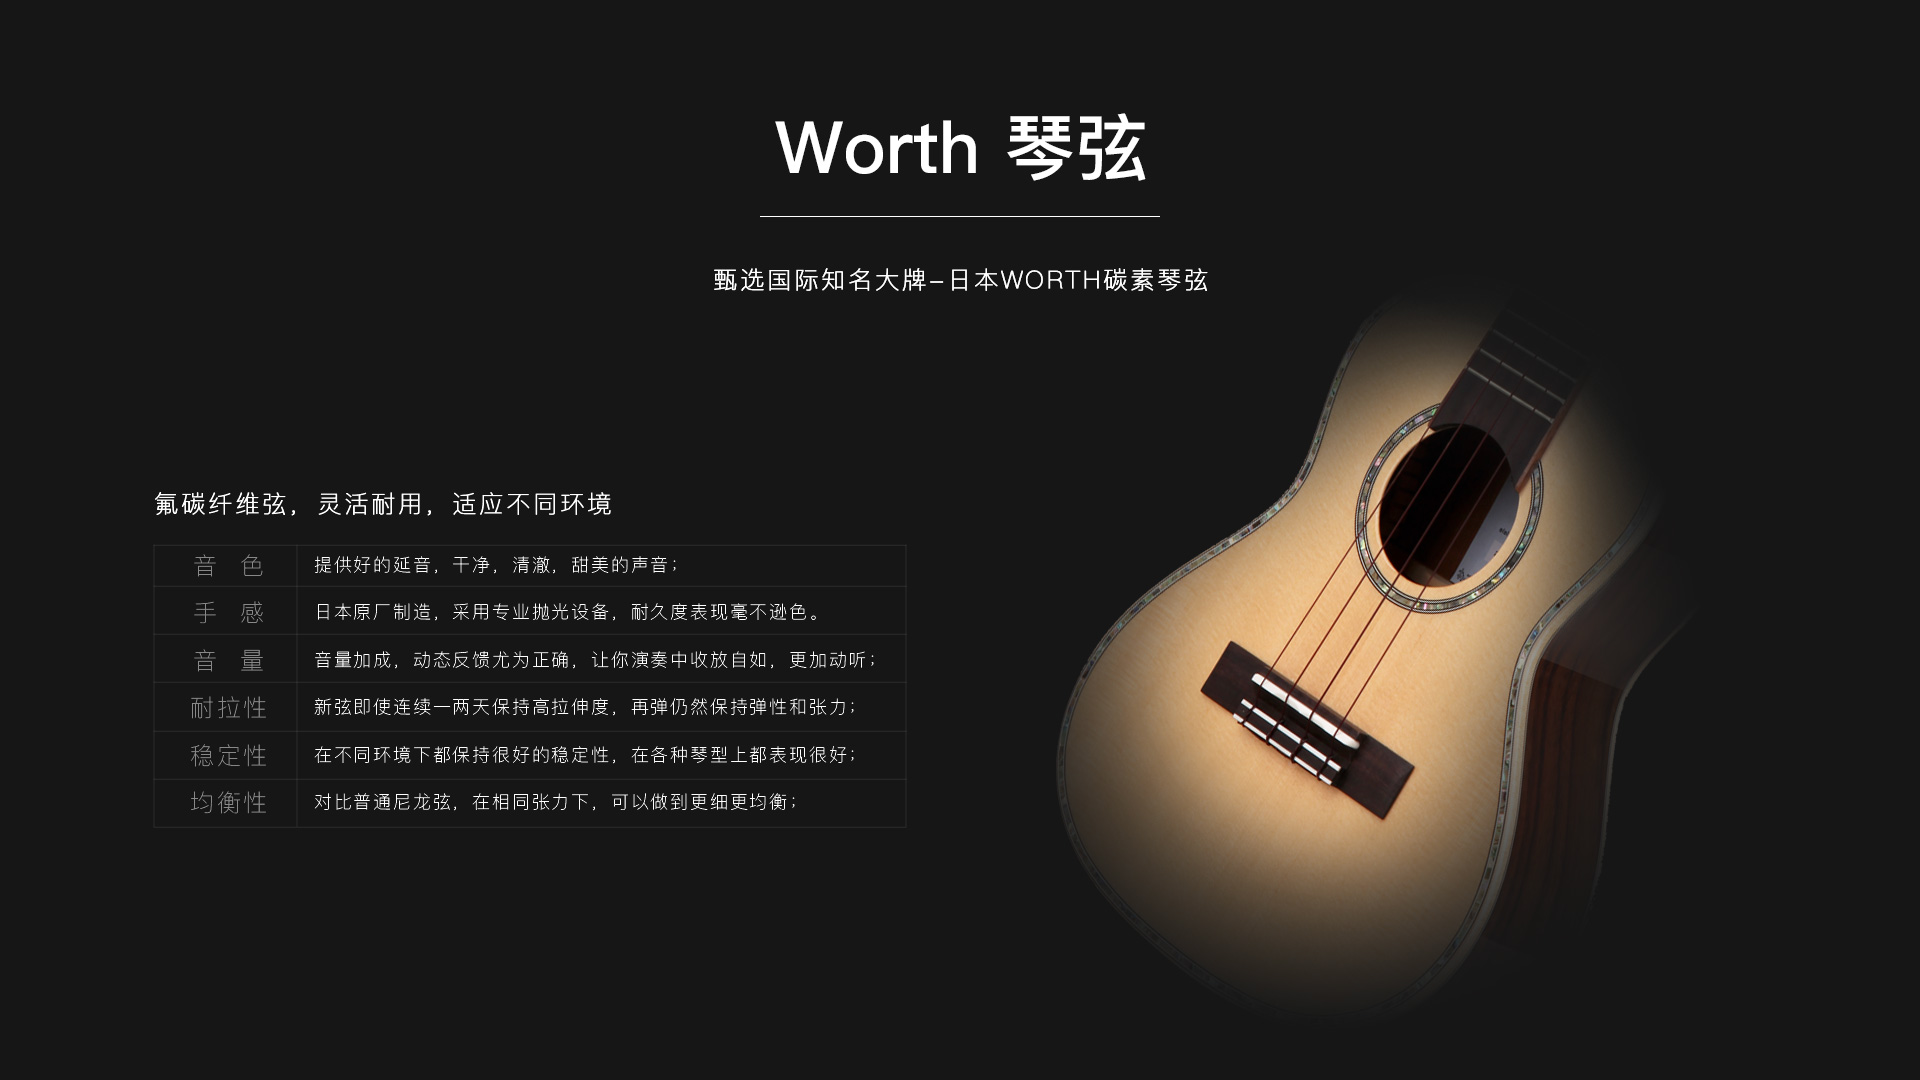 Worth 琴弦
甄选国际知名大牌–日本WORTH碳素琴弦
氟碳纤维弦，灵活耐用，适应不同环境
音 色 提供好的延音，干净，清澈，甜美的声音；
手 感 日本原厂制造，采用专业抛光设备，耐久度表现毫不逊色。
音 量 音量加成，动态反馈尤为正确，让你演奏中收放自如，更加动听；
耐拉性 新弦即使连续一两天保持高拉伸度，再弹仍然保持弹性和张力；
稳定性 在不同环境下都保持很好的稳定性，在各种琴型上都表现很好；
均衡性 对比普通尼龙弦，在相同张力下，可以做到更细更均衡；